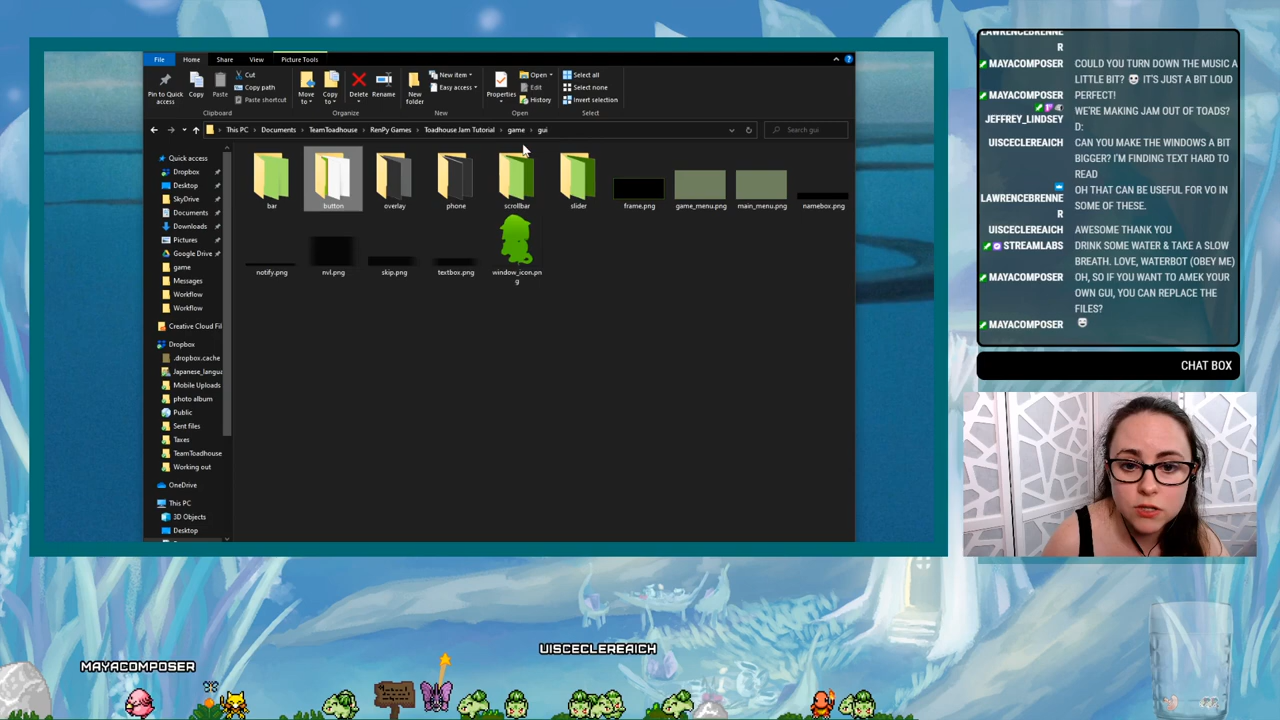 File Home Share View Picture Tools
Pin to Quick access
Copy
Paste
Cut
Copy path
Paste shortcut
Clipboard
Move to
Copy to
Delete
Rename
Organize
New folder
New item
Easy access
New
Properties
Open
Edit
History
Open
Select all
Select none
Invert selection
Select
This PC > Documents > TeamToadhouse > RenPy Games > Toadhouse Jam Tutorial > game > gui
Search gui
Quick access
Dropbox
Desktop
SkyDrive
Documents
Downloads
Pictures
Google Drive
game
Messages
Workflow
Workflow
Creative Cloud Fil
Dropbox
.dropbox.cache
Japanese_langu
Mobile Uploads
photo album
Public
Sent files
Taxes
TeamToadhouse
Working out
OneDrive
This PC
3D Objects
Desktop
bar
button
overlay
phone
scrollbar
slider
frame.png
game_menu.png
main_menu.png
namebox.png
notify.png
nvl.png
skip.png
textbox.png
window_icon.pn
g
LAWRENCEBRENNE
R
MAYACOMPOSER COULD YOU TURN DOWN THE MUSIC A
LITTLE BIT? IT'S JUST A BIT LOUD
MAYACOMPOSER PERFECT!
JEFFREY_LINDSEY WE'RE MAKING JAM OUT OF TOADS?
D:
UISCECLEREAICH CAN YOU MAKE THE WINDOWS A BIT
BIGGER? I'M FINDING TEXT HARD TO
READ
LAWRENCEBRENNE
R OH THAT CAN BE USEFUL FOR VO IN
SOME OF THESE.
UISCECLEREAICH AWESOME THANK YOU
STREAMLABS DRINK SOME WATER & TAKE A SLOW
BREATH. LOVE, WATERBOT (OBEY ME)
MAYACOMPOSER OH, SO IF YOU WANT TO AMEK YOUR
OWN GUI, YOU CAN REPLACE THE
FILES?
MAYACOMPOSER
CHAT BOX
UISCECLEREAICH
MAYACOMPOSER